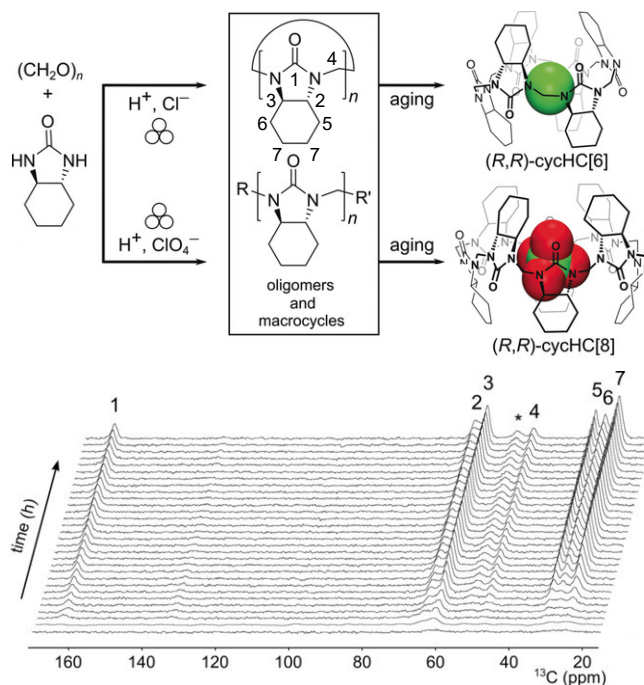 (CH₂O)ₙ
+
O
HN
NH
H⁺, Cl⁻
H⁺, ClO₄⁻
O
4
N
1
N
n
3
2
6
5
7
7
O
R
N
N
R'
n
oligomers
and
macrocycles
aging
aging
(R,R)-cycHC[6]
(R,R)-cycHC[8]
1
2
3
*
4
5
6
7
time (h)
160
140
120
100
80
60
40
20
¹³C (ppm)